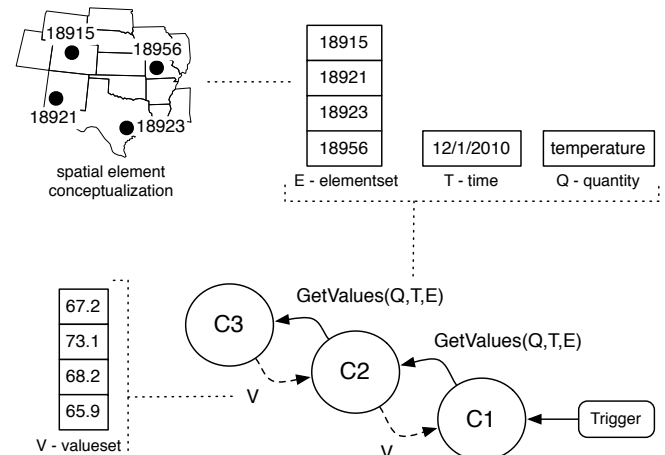 18915
18956
18921
18923
spatial element
conceptualization
18915
18921
18923
18956
E - elementset
12/1/2010
T - time
temperature
Q - quantity
67.2
73.1
68.2
65.9
V - valueset
GetValues(Q,T,E)
C3
GetValues(Q,T,E)
C2
V
C1
Trigger
V